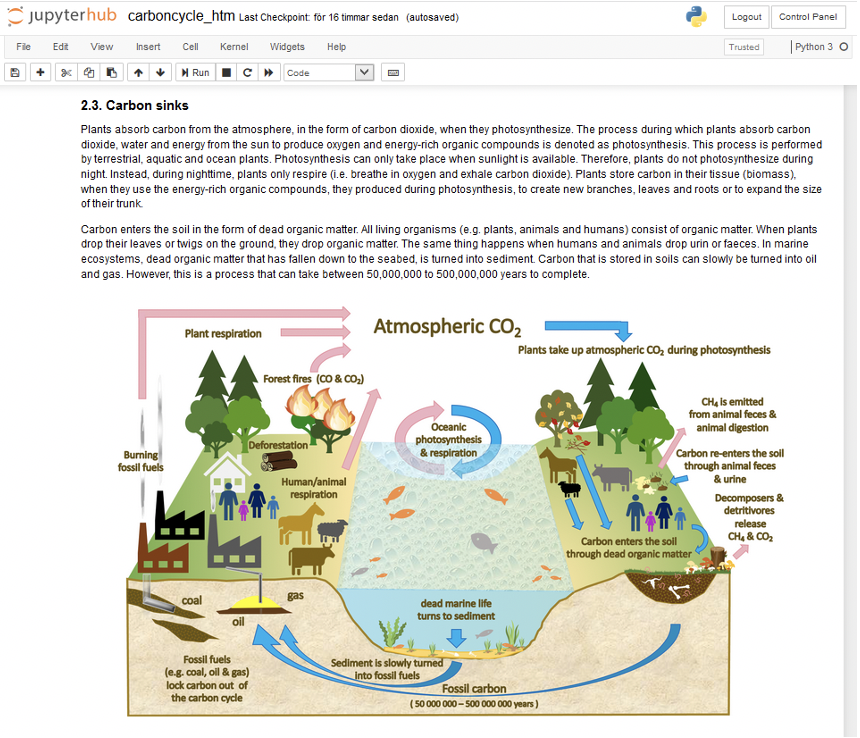 jupyterhub carboncycle_htm Last Checkpoint: för 16 timmar sedan (autosaved)
Logout Control Panel
File Edit View Insert Cell Kernel Widgets Help
Trusted Python 3
Run Code
2.3. Carbon sinks
Plants absorb carbon from the atmosphere, in the form of carbon dioxide, when they photosynthesize. The process during which plants absorb carbon
dioxide, water and energy from the sun to produce oxygen and energy-rich organic compounds is denoted as photosynthesis. This process is performed
by terrestrial, aquatic and ocean plants. Photosynthesis can only take place when sunlight is available. Therefore, plants do not photosynthesize during
night. Instead, during nighttime, plants only respire (i.e. breathe in oxygen and exhale carbon dioxide). Plants store carbon in their tissue (biomass),
when they use the energy-rich organic compounds, they produced during photosynthesis, to create new branches, leaves and roots or to expand the size
of their trunk.
Carbon enters the soil in the form of dead organic matter. All living organisms (e.g. plants, animals and humans) consist of organic matter. When plants
drop their leaves or twigs on the ground, they drop organic matter. The same thing happens when humans and animals drop urin or faeces. In marine
ecosystems, dead organic matter that has fallen down to the seabed, is turned into sediment. Carbon that is stored in soils can slowly be turned into oil
and gas. However, this is a process that can take between 50,000,000 to 500,000,000 years to complete.
Atmospheric CO₂
Plant respiration
Plants take up atmospheric CO₂ during photosynthesis
Forest fires (CO & CO₂)
CH₄ is emitted
from animal feces &
animal digestion
Oceanic
photosynthesis
& respiration
Deforestation
Burning
fossil fuels
Carbon re-enters the soil
through animal feces
& urine
Human/animal
respiration
Decomposers &
detritivores
release
CH₄ & CO₂
Carbon enters the soil
through dead organic matter
coal
gas
oil
dead marine life
turns to sediment
Fossil fuels
(e.g. coal, oil & gas)
lock carbon out of
the carbon cycle
Sediment is slowly turned
into fossil fuels
Fossil carbon
( 50 000 000 – 500 000 000 years )